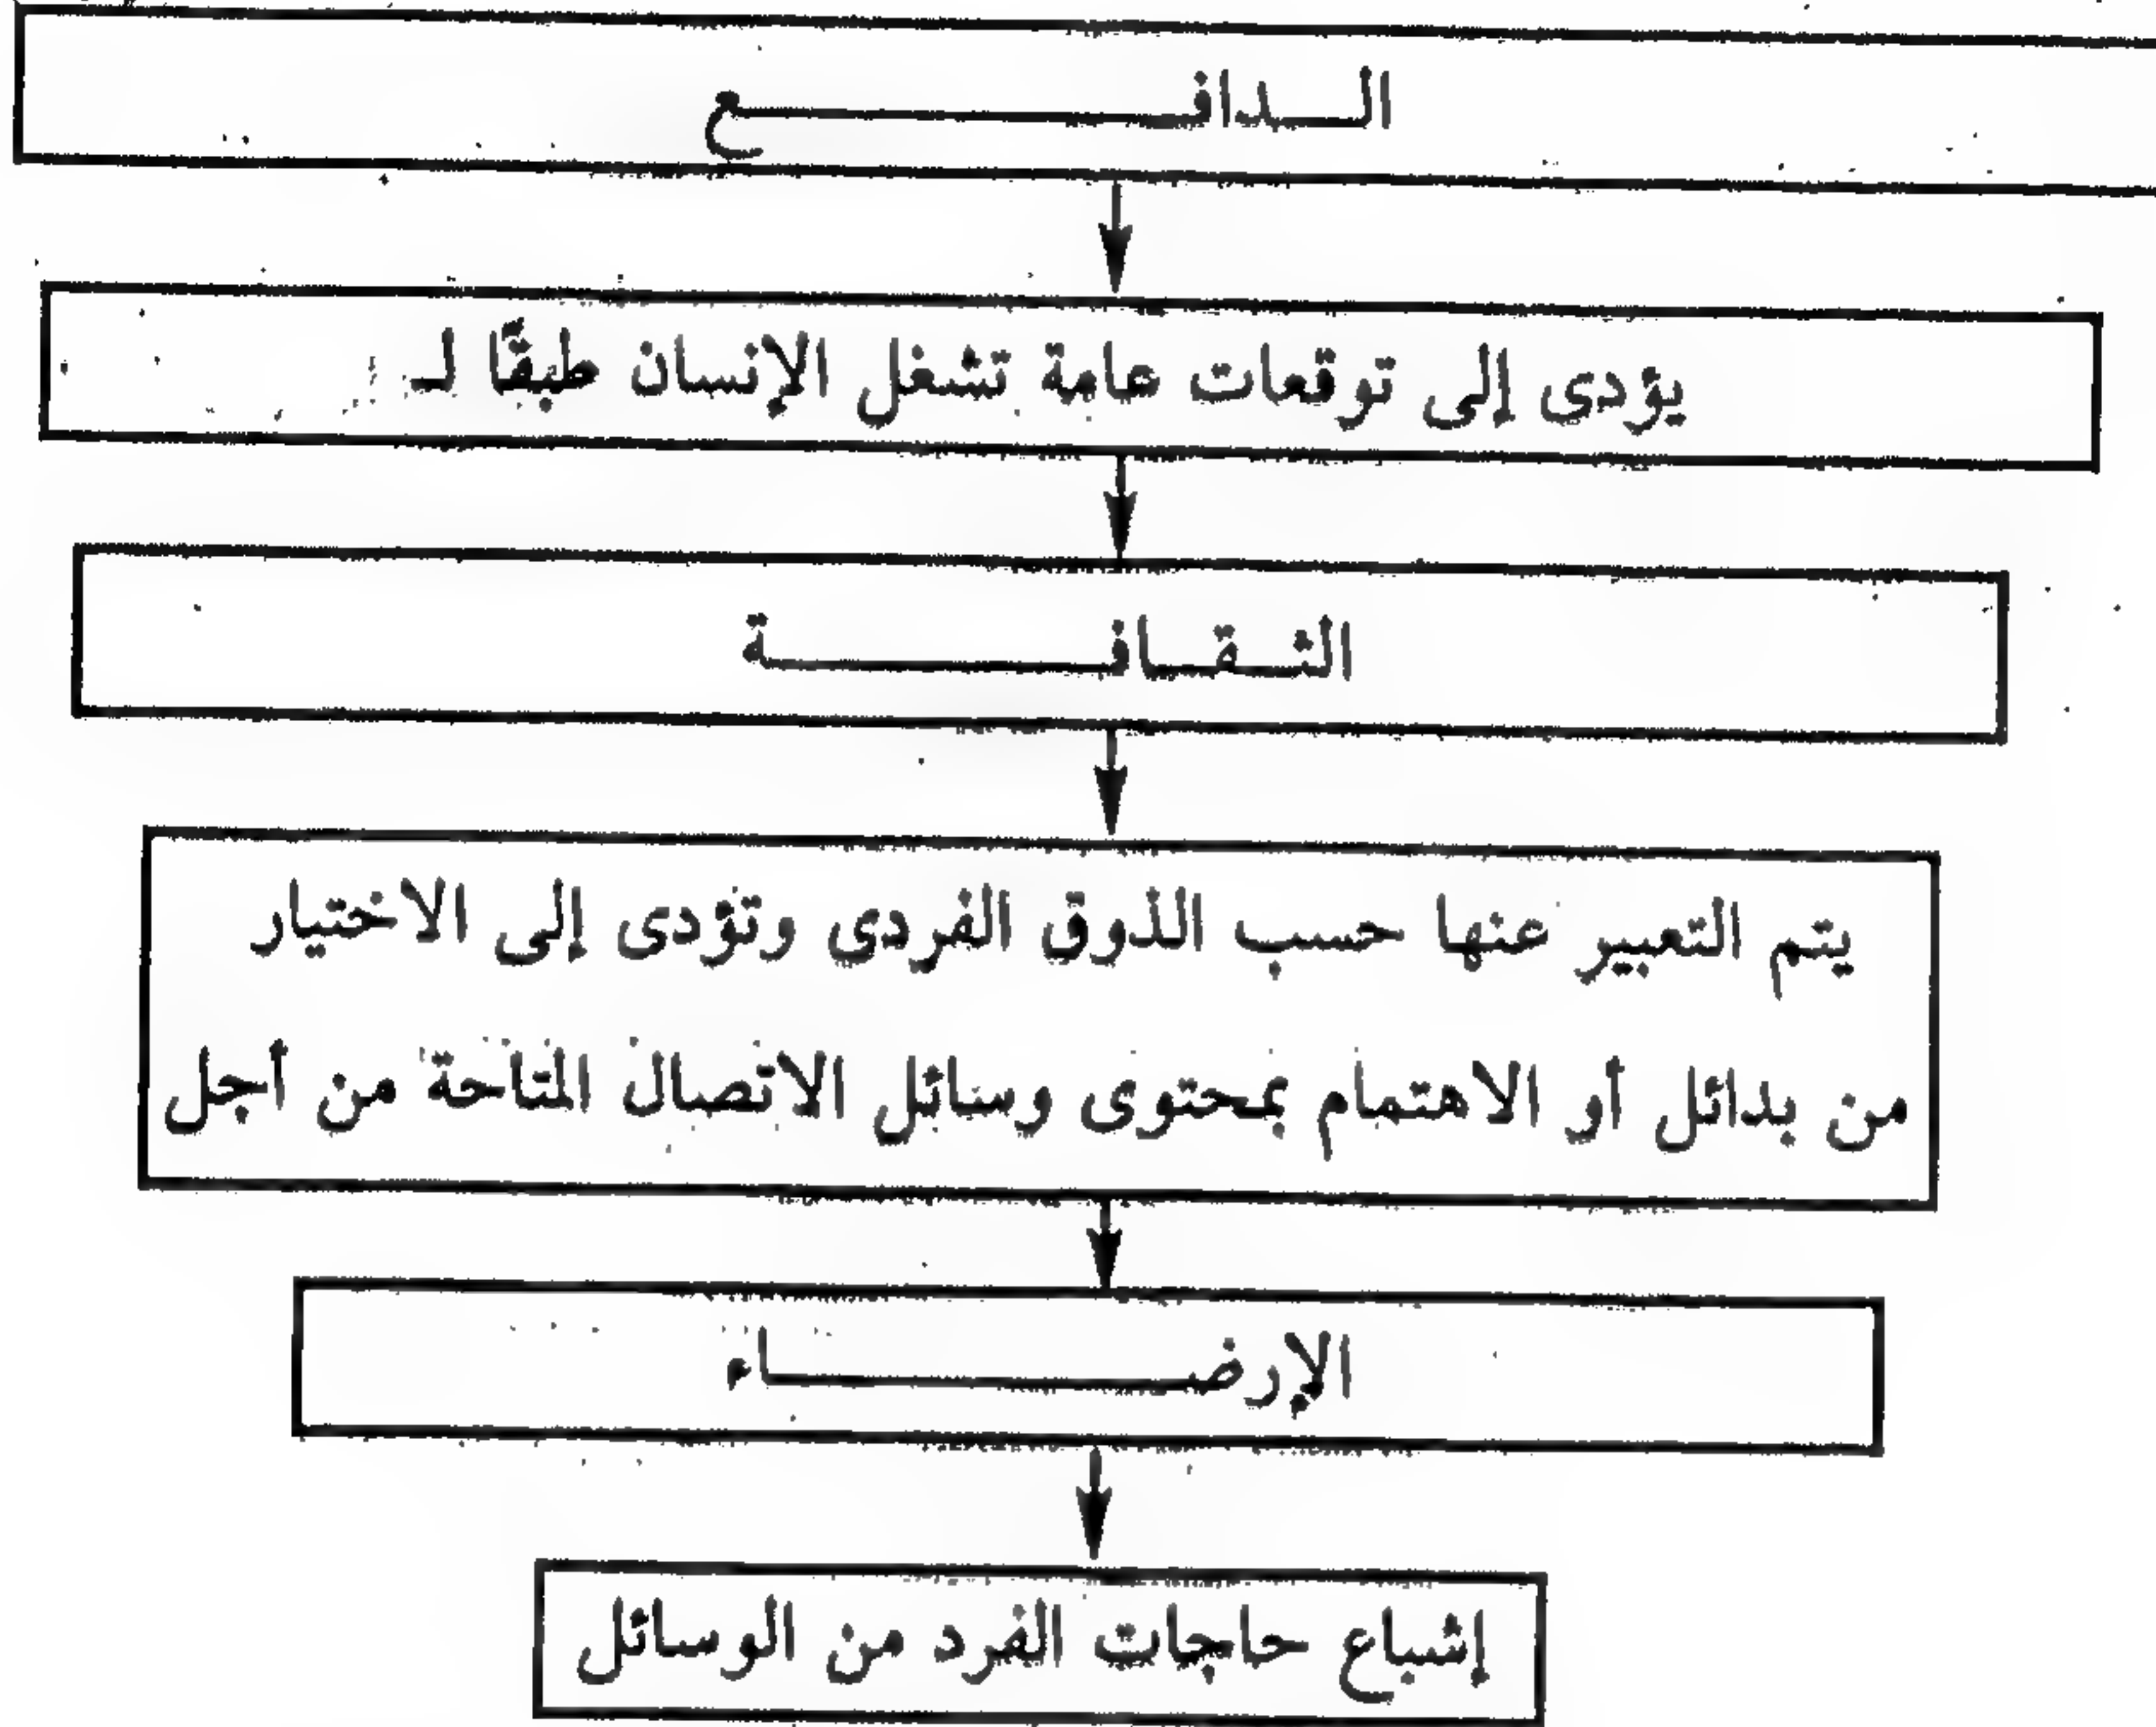 الدافع
يؤدى إلى توقعات عامة تشغل الإنسان طبقًا لـ
الثقافة
يتم التعبير عنها حسب الذوق الفردى وتؤدى إلى الاختيار
من بدائل أو الاهتمام بمحتوى وسائل الاتصال المتاحة من أجل
الإرضاء
إشباع حاجات الفرد من الوسائل